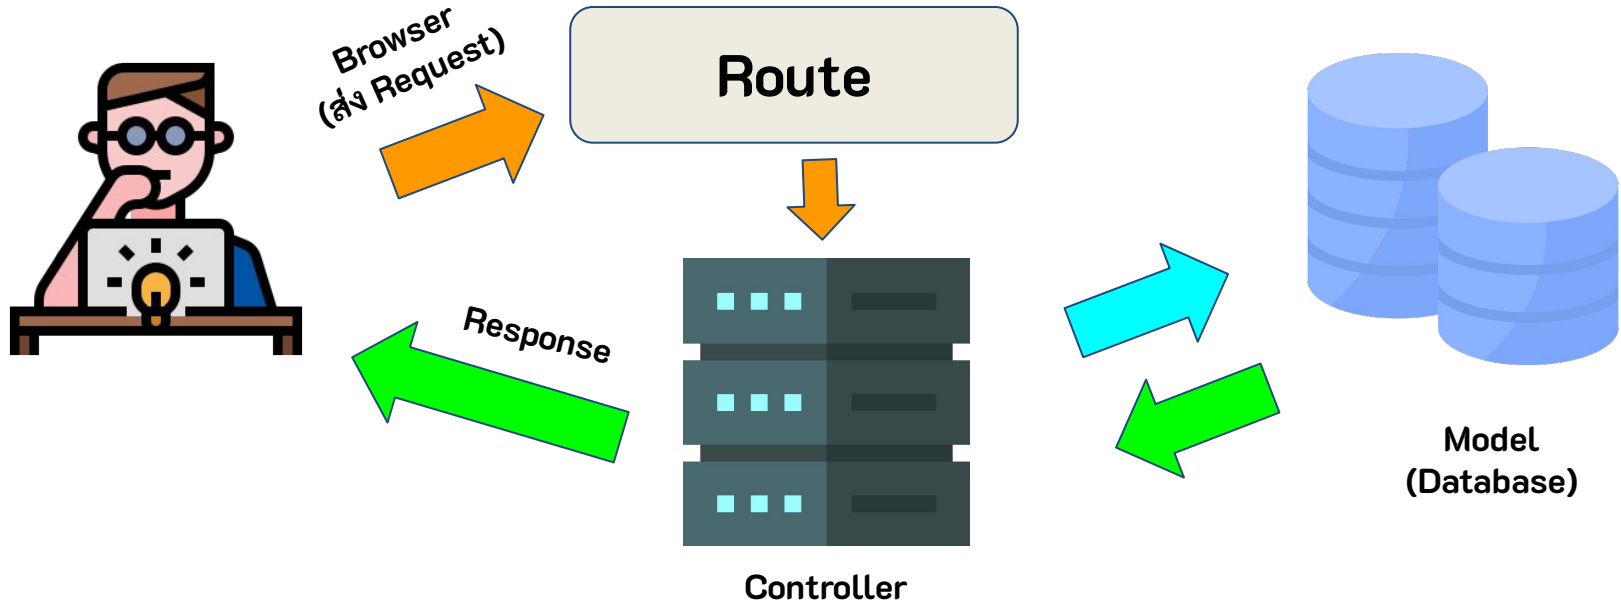 Browser
(ส่ง Request)
Route
Response
Model
(Database)
Controller